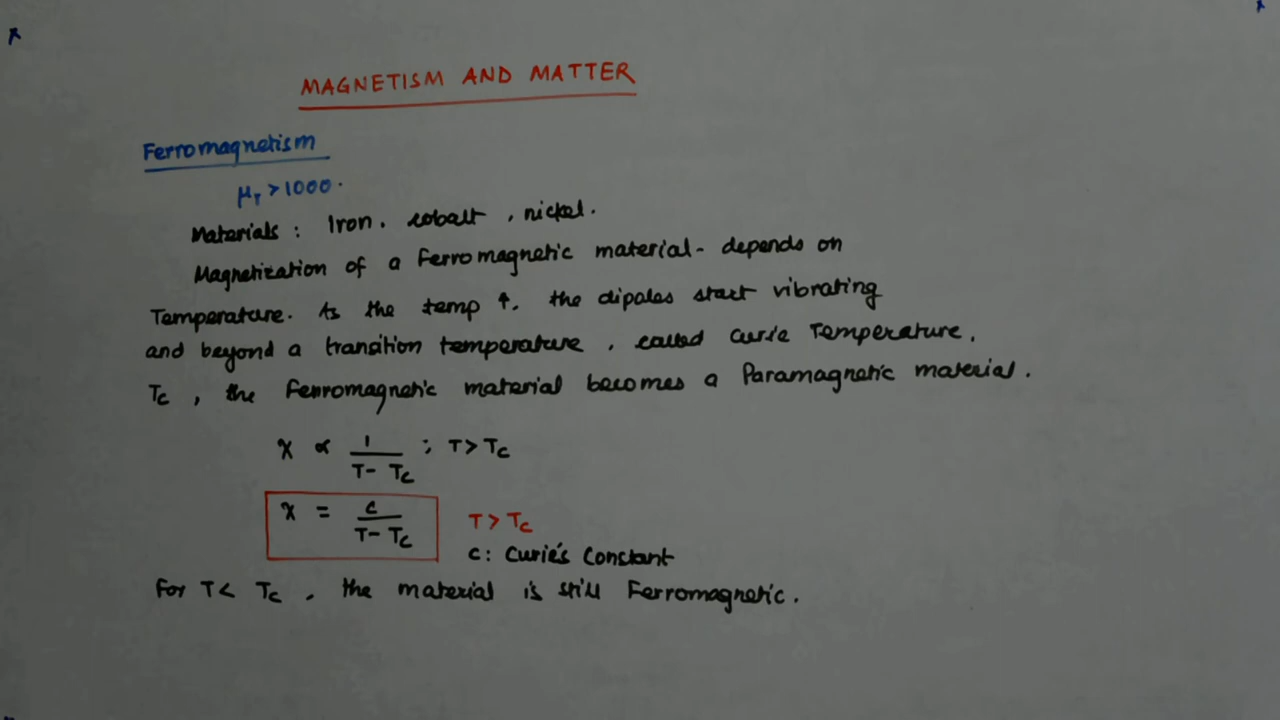 MAGNETISM AND MATTER
Ferromagnetism
μr > 1000.
Materials : Iron, cobalt, nickel.
Magnetization of a Ferromagnetic material - depends on
Temperature. As the temp ↑, the dipoles start vibrating
and beyond a transition temperature, called Curie Temperature,
Tc, the Ferromagnetic material becomes a Paramagnetic material.
χ ∝ 1/(T - Tc) ; T > Tc
χ = C/(T - Tc) T > Tc
C: Curie's Constant
For T < Tc, the material is still Ferromagnetic.